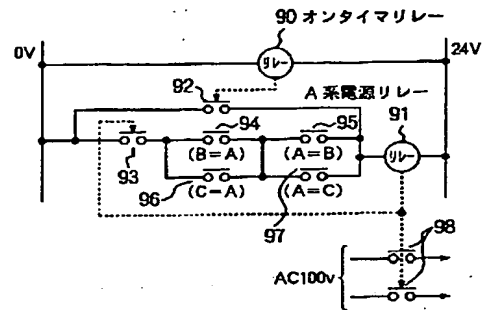 90 オンタイマリレー
0V
24V
リレー
92
A系電源リレー
94
95
91
(B=A)
(A=B)
リレー
93
96
(C-A)
(A=C)
97
98
AC100v